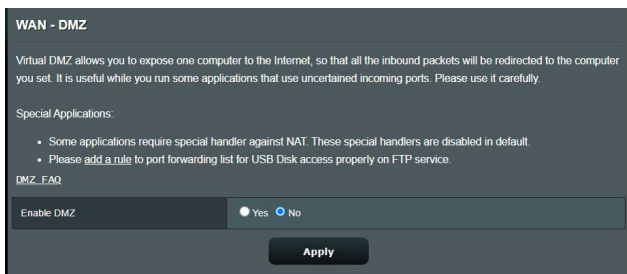 WAN - DMZ
Virtual DMZ allows you to expose one computer to the Internet, so that all the inbound packets will be redirected to the computer
you set. It is useful while you run some applications that use uncertained incoming ports. Please use it carefully.
Special Applications:
• Some applications require special handler against NAT. These special handlers are disabled in default.
• Please add a rule to port forwarding list for USB Disk access properly on FTP service.
DMZ FAQ
Enable DMZ Yes No
Apply